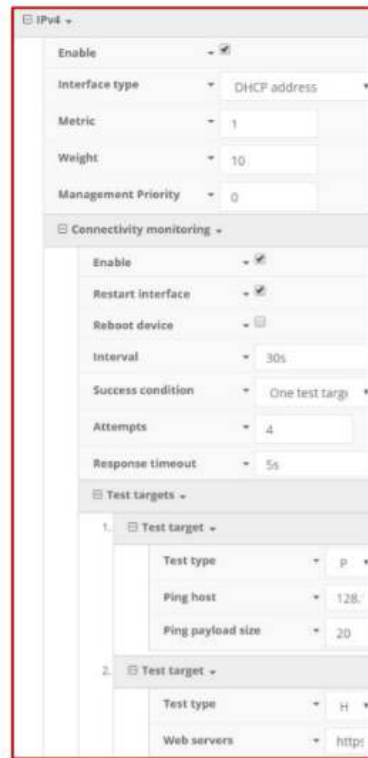 IPv4
Enable
Interface type DHCP address
Metric 1
Weight 10
Management Priority 0
Connectivity monitoring
Enable
Restart interface
Reboot device
Interval 30s
Success condition One test targ
Attempts 4
Response timeout 5s
Test targets
1. Test target
Test type P
Ping host 128.
Ping payload size 20
2. Test target
Test type H
Web servers https